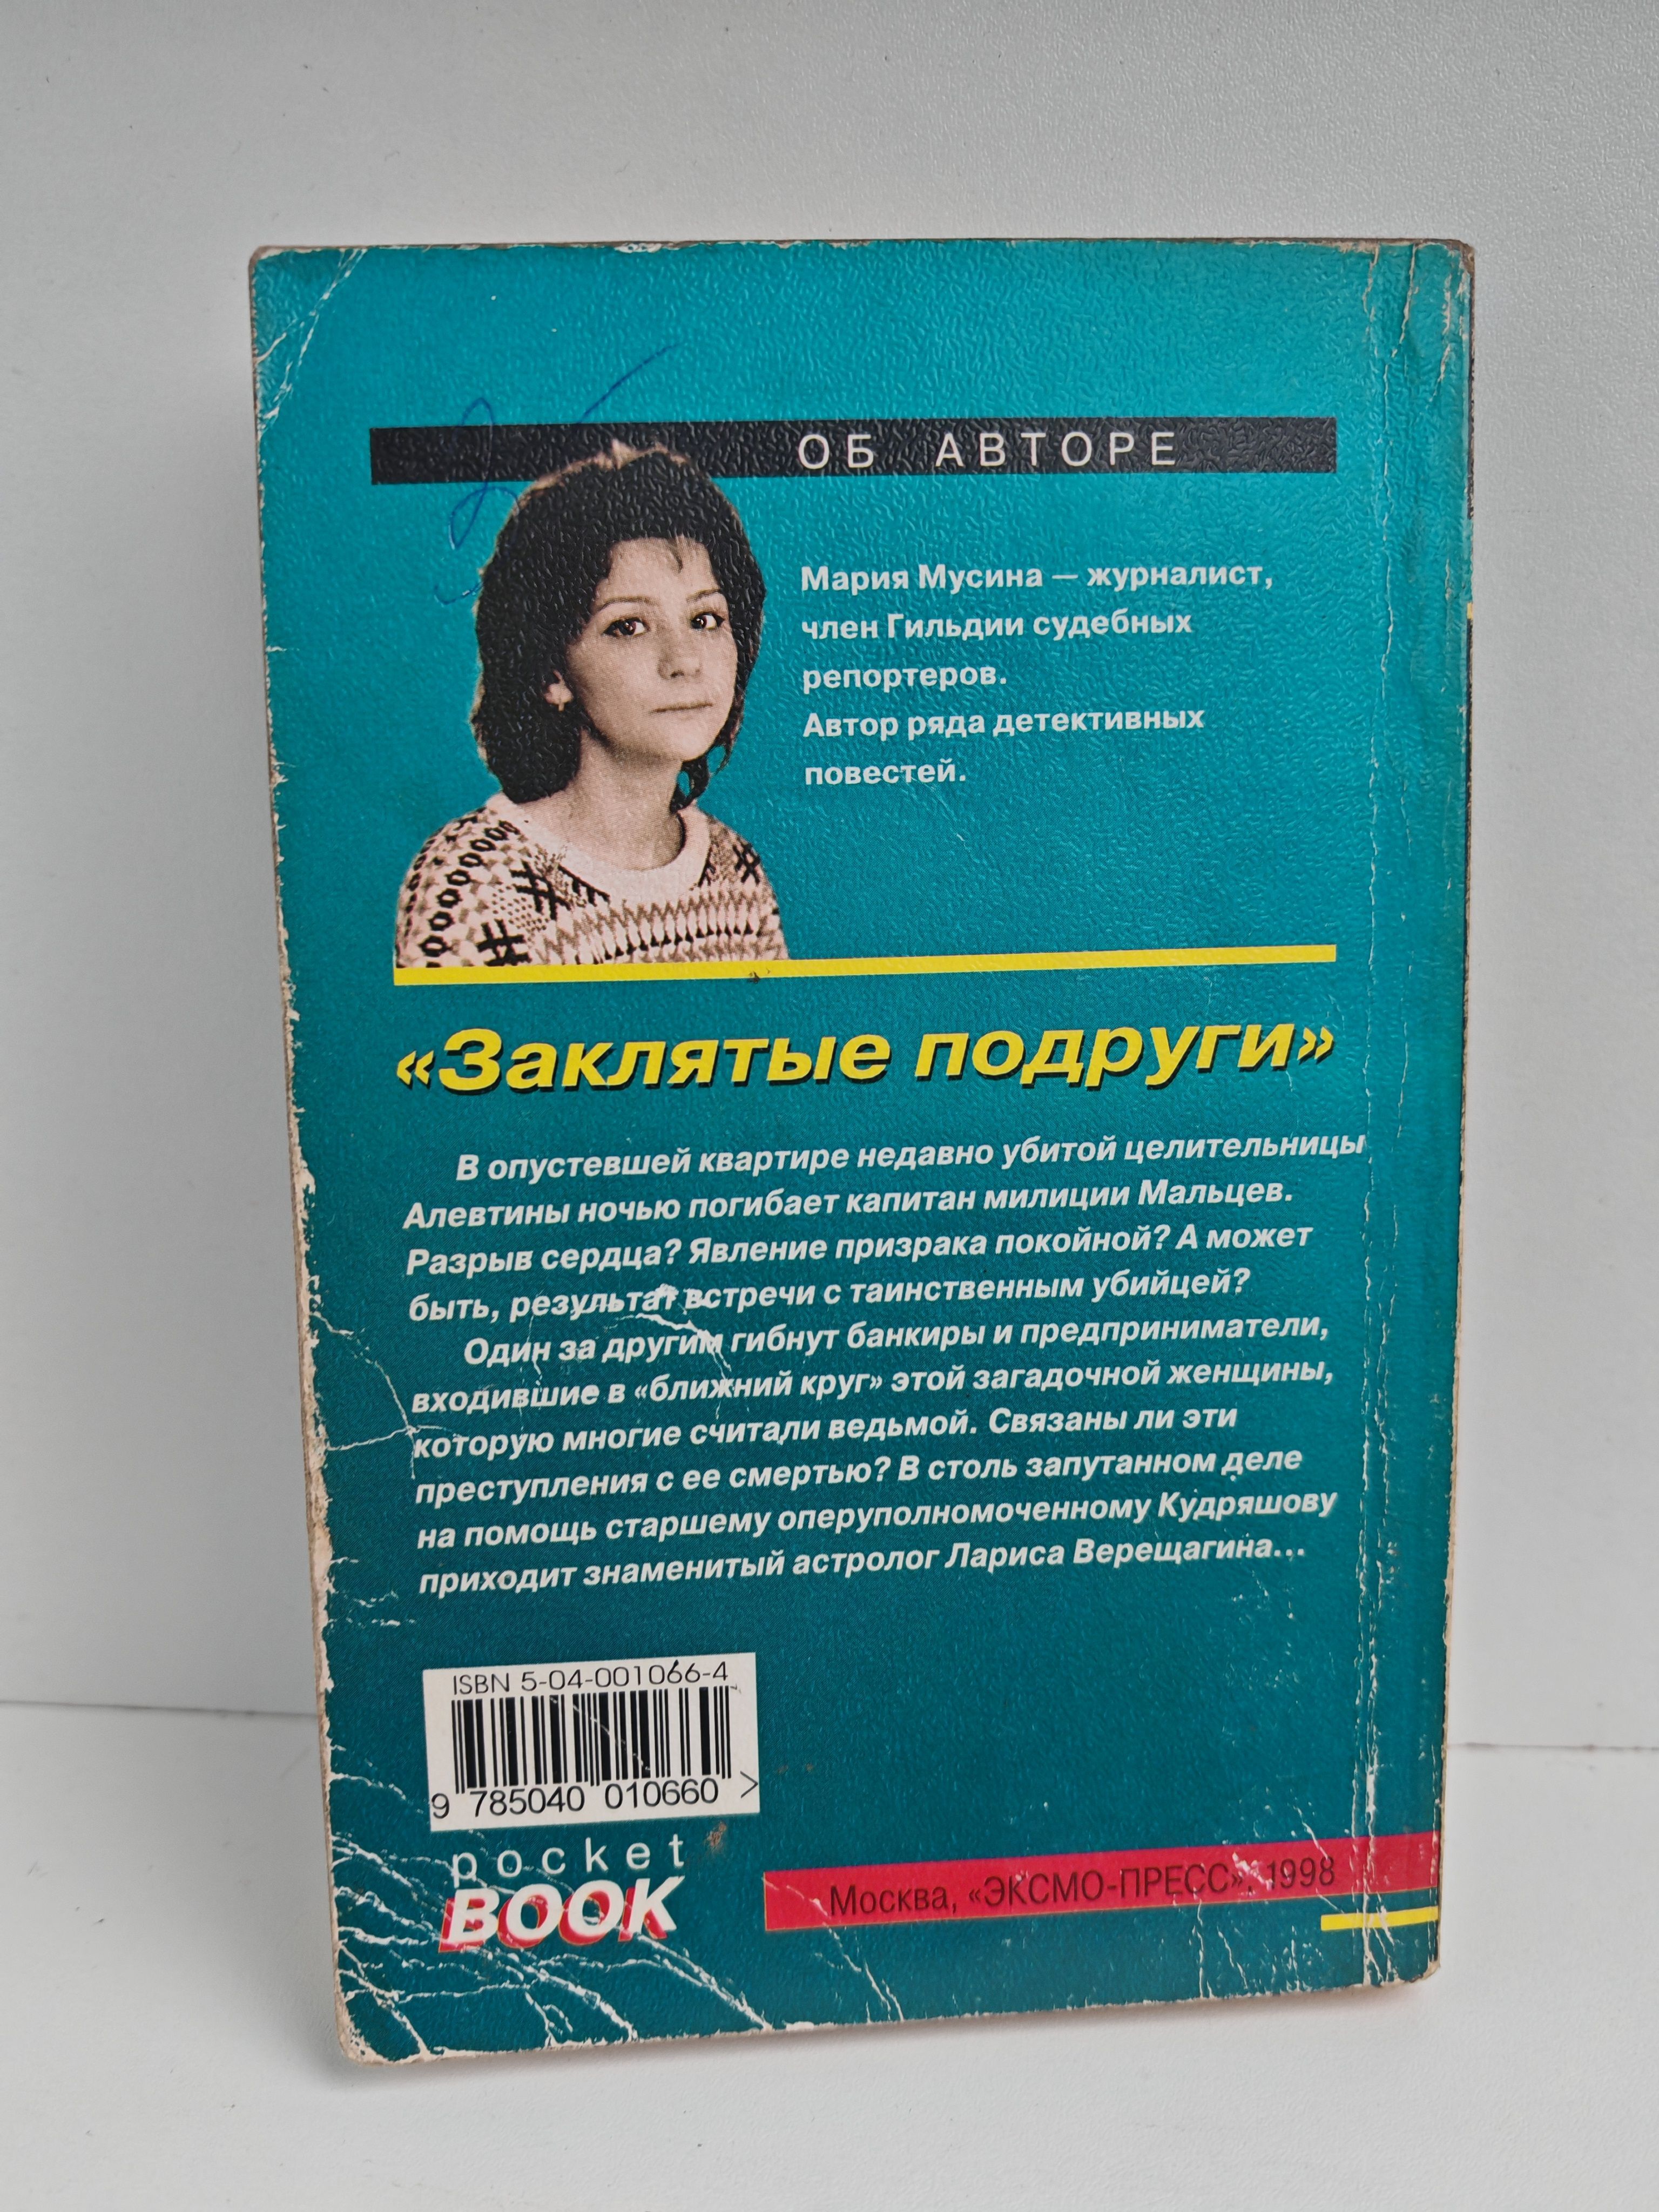 ОБ АВТОРЕ
Мария Мусина — журналист,
член Гильдии судебных
репортеров.
Автор ряда детективных
повестей.
«Заклятые подруги»
В опустевшей квартире недавно убитой целительницы
Алевтины ночью погибает капитан милиции Мальцев.
Разрыв сердца? Явление призрака покойной? А может
быть, результат встречи с таинственным убийцей?
Один за другим гибнут банкиры и предприниматели,
входившие в «ближний круг» этой загадочной женщины,
которую многие считали ведьмой. Связаны ли эти
преступления с ее смертью? В столь запутанном деле
на помощь старшему оперуполномоченному Кудряшову
приходит знаменитый астролог Лариса Верещагина...
ISBN 5-04-001066-4
9 785040 010660 >
pocket
BOOK
Москва, «ЭКСМО-ПРЕСС», 1998